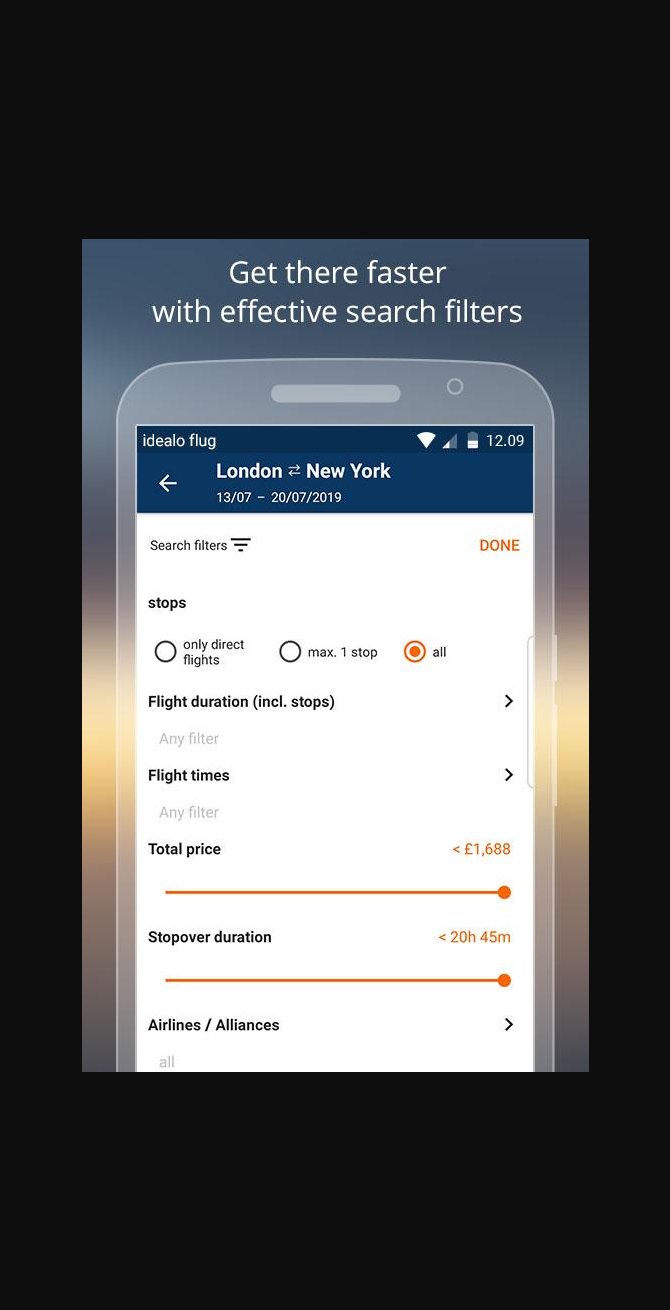 Get there faster
with effective search filters
idealo flug 12.09
London ⇄ New York
13/07 – 20/07/2019
Search filters DONE
stops
only direct
flights
max. 1 stop
all
Flight duration (incl. stops)
Any filter
Flight times
Any filter
Total price < £1,688
Stopover duration < 20h 45m
Airlines / Alliances
all